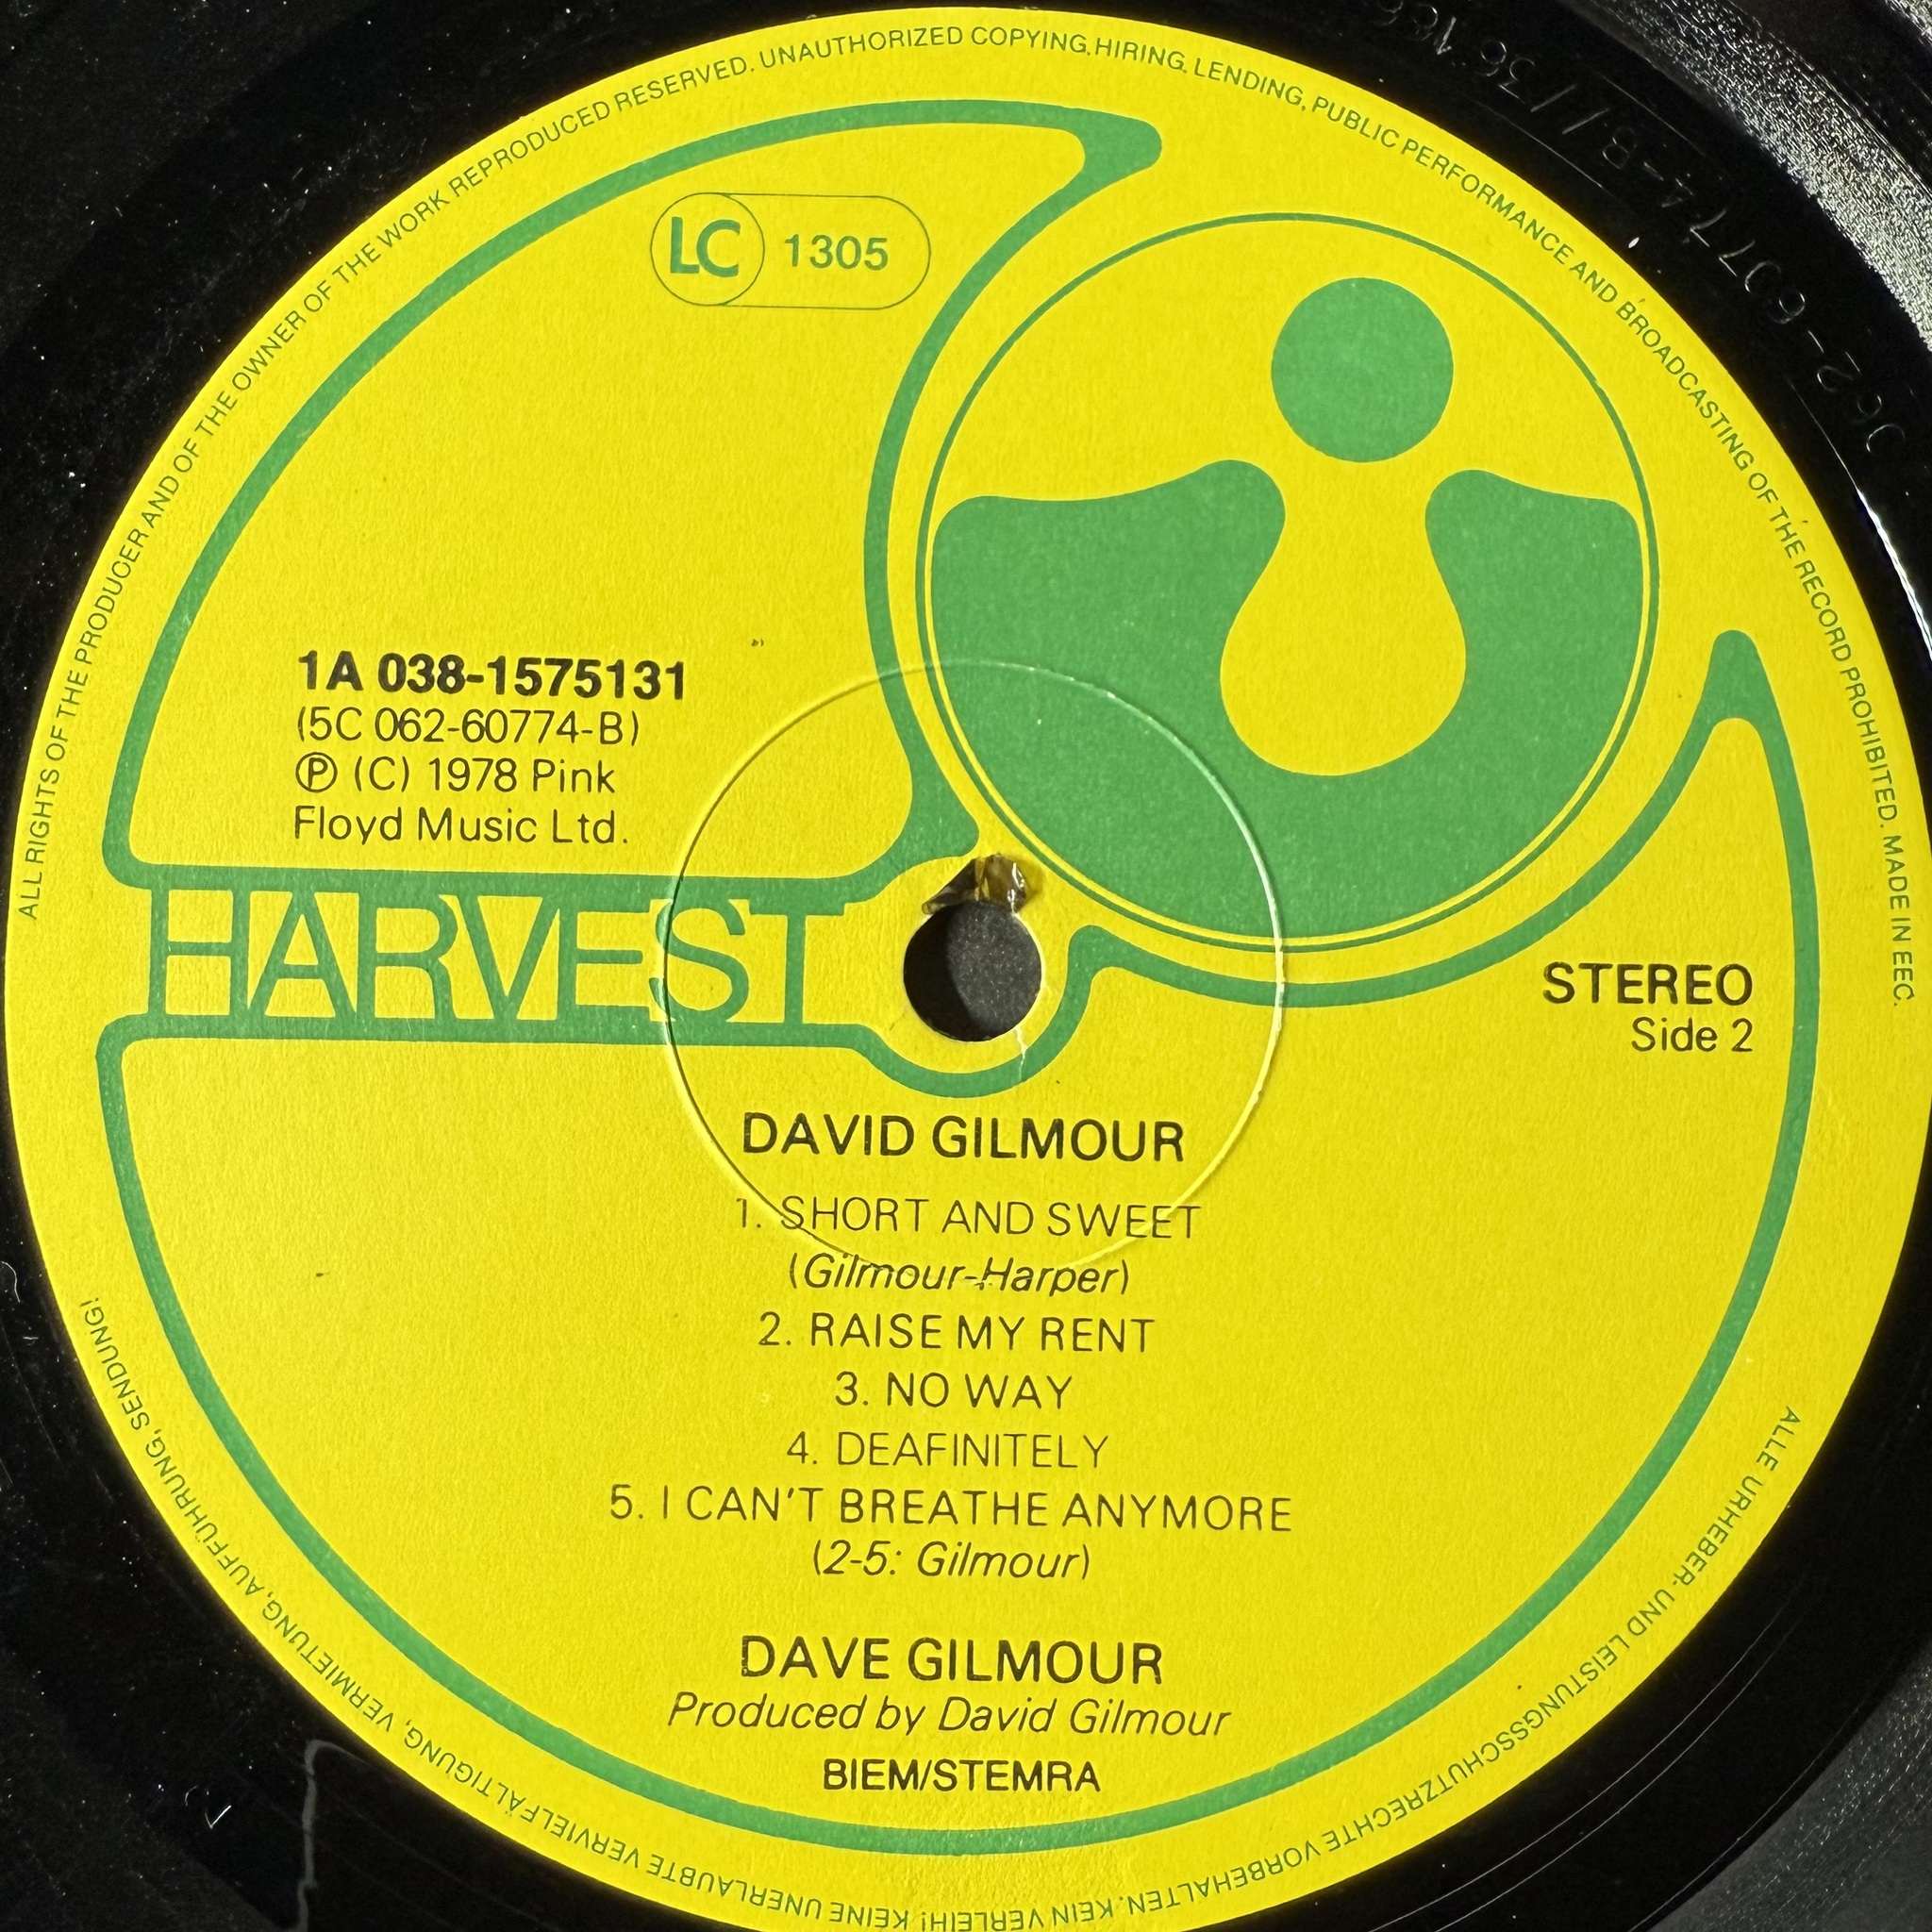 ALL RIGHTS OF THE PRODUCER AND OF THE OWNER OF THE WORK REPRODUCED RESERVED. UNAUTHORIZED COPYING, HIRING, LENDING, PUBLIC PERFORMANCE AND BROADCASTING OF THE RECORD PROHIBITED. MADE IN EEC.
LC 1305
1A 038-1575131
(5C 062-60774-B)
℗ (C) 1978 Pink
Floyd Music Ltd.
HARVEST
STEREO
Side 2
DAVID GILMOUR
1. SHORT AND SWEET
(Gilmour-Harper)
2. RAISE MY RENT
3. NO WAY
4. DEAFINITELY
5. I CAN'T BREATHE ANYMORE
(2-5: Gilmour)
DAVE GILMOUR
Produced by David Gilmour
BIEM/STEMRA
ALLE URHEBER- UND LEISTUNGSSCHUTZRECHTE VORBEHALTEN. KEIN VERLEIH! KEINE UNERLAUBTE VERVIELFÄLTIGUNG, VERMIETUNG, AUFFÜHRUNG, SENDUNG!